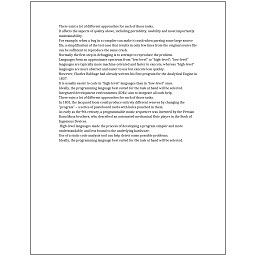 There exist a lot of different approaches for each of those tasks.
It affects the aspects of quality above, including portability, usability and most importantly
maintainability.
For example, when a bug in a compiler can make it crash when parsing some large source
file, a simplification of the test case that results in only few lines from the original source file
can be sufficient to reproduce the same crash.
Normally the first step in debugging is to attempt to reproduce the problem.
Languages form an approximate spectrum from "low-level" to "high-level"; "low-level"
languages are typically more machine-oriented and faster to execute, whereas "high-level"
languages are more abstract and easier to use but execute less quickly.
However, Charles Babbage had already written his first program for the Analytical Engine in
1837.
It is usually easier to code in "high-level" languages than in "low-level" ones.
Ideally, the programming language best suited for the task at hand will be selected.
Integrated development environments (IDEs) aim to integrate all such help.
There exist a lot of different approaches for each of those tasks.
In 1801, the Jacquard loom could produce entirely different weaves by changing the
"program" – a series of pasteboard cards with holes punched in them.
As early as the 9th century, a programmable music sequencer was invented by the Persian
Banu Musa brothers, who described an automated mechanical flute player in the Book of
Ingenious Devices.
High-level languages made the process of developing a program simpler and more
understandable, and less bound to the underlying hardware.
Use of a static code analysis tool can help detect some possible problems.
Ideally, the programming language best suited for the task at hand will be selected.